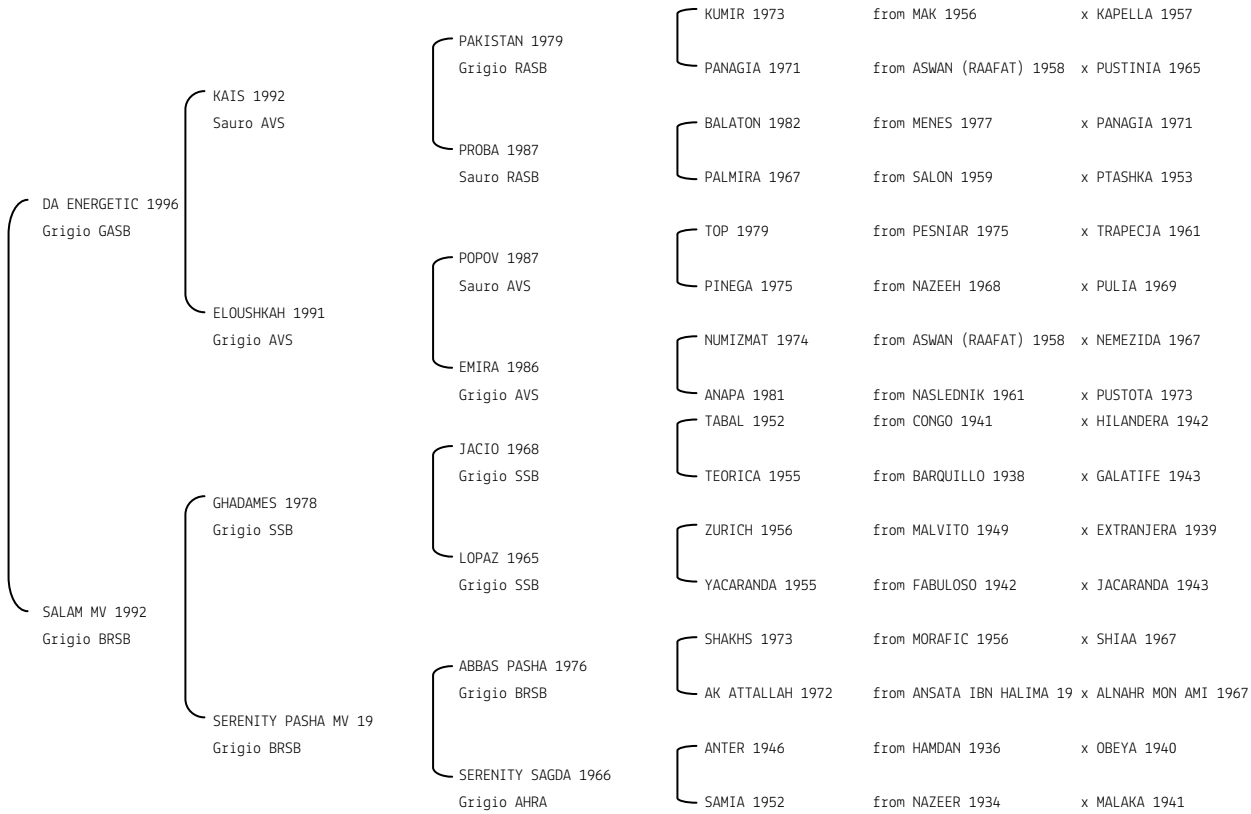 KUMIR 1973 from MAK 1956 x KAPELLA 1957
PAKISTAN 1979
Grigio RASB PANAGIA 1971 from ASWAN (RAAFAT) 1958 x PUSTINIA 1965
KAIS 1992
Sauro AVS BALATON 1982 from MENES 1977 x PANAGIA 1971
PROBA 1987
Sauro RASB PALMIRA 1967 from SALON 1959 x PTASHKA 1953
DA ENERGETIC 1996
Grigio GASB TOP 1979 from PESNIAR 1975 x TRAPECJA 1961
POPOV 1987
Sauro AVS PINEGA 1975 from NAZEEH 1968 x PULIA 1969
ELOUSHKAH 1991
Grigio AVS NUMIZMAT 1974 from ASWAN (RAAFAT) 1958 x NEMEZIDA 1967
EMIRA 1986
Grigio AVS ANAPA 1981 from NASLEDNIK 1961 x PUSTOTA 1973
TABAL 1952 from CONGO 1941 x HILANDERA 1942
JACIO 1968
Grigio SSB TEORICA 1955 from BARQUILLO 1938 x GALATIFE 1943
GHADAMES 1978
Grigio SSB ZURICH 1956 from MALVITO 1949 x EXTRANJERA 1939
LOPAZ 1965
Grigio SSB YACARANDA 1955 from FABULOSO 1942 x JACARANDA 1943
SALAM MV 1992
Grigio BRSB SHAKHS 1973 from MORAFIC 1956 x SHIAA 1967
ABBAS PASHA 1976
Grigio BRSB AK ATTALLAH 1972 from ANSATA IBN HALIMA 19 x ALNAHR MON AMI 1967
SERENITY PASHA MV 19
Grigio BRSB ANTER 1946 from HAMDAN 1936 x OBEYA 1940
SERENITY SAGDA 1966
Grigio AHRA SAMIA 1952 from NAZEER 1934 x MALAKA 1941